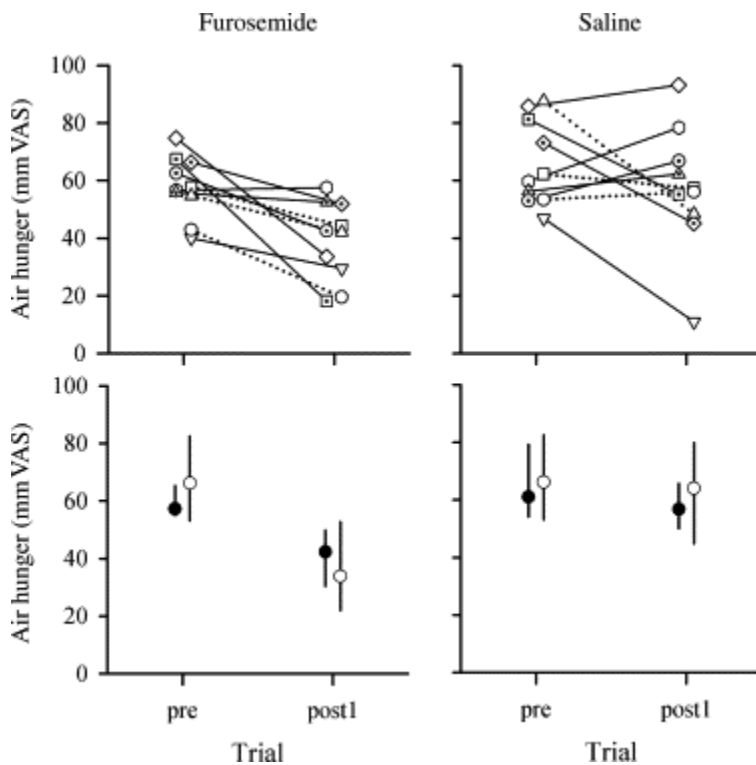 Furosemide
Saline
Air hunger (mm VAS)
100
80
60
40
20
0
Air hunger (mm VAS)
100
80
60
40
20
0
pre
post1
pre
post1
Trial
Trial